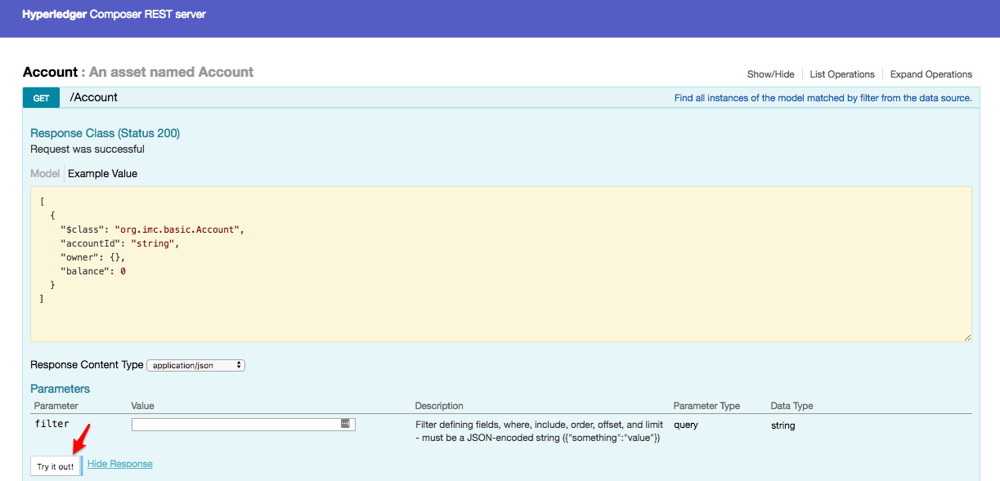 Hyperledger Composer REST server
Account : An asset named Account
Show/Hide List Operations Expand Operations
GET /Account Find all instances of the model matched by filter from the data source.
Response Class (Status 200)
Request was successful
Model Example Value
[
{
"$class": "org.imc.basic.Account",
"accountId": "string",
"owner": {},
"balance": 0
}
]
Response Content Type application/json
Parameters
Parameter Value Description Parameter Type Data Type
filter Filter defining fields, where, include, order, offset, and limit query string
- must be a JSON-encoded string ({"something":"value"})
Try it out! Hide Response